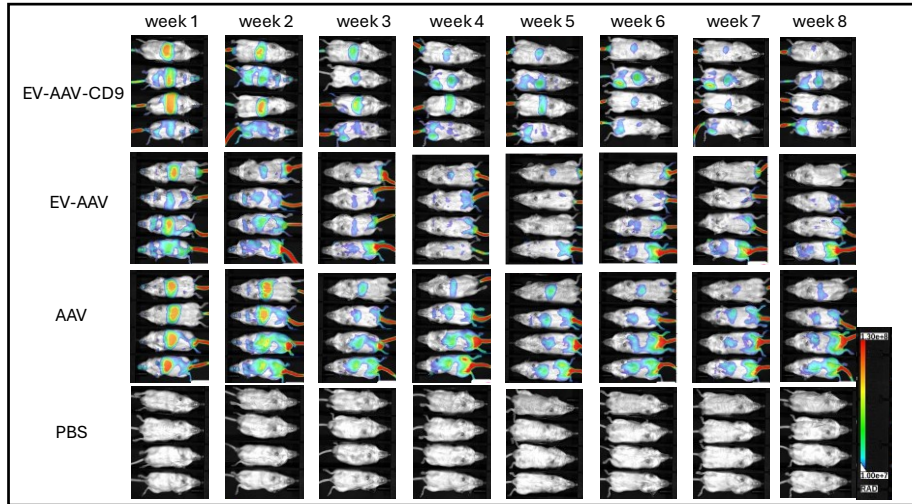 week 1 week 2 week 3 week 4 week 5 week 6 week 7 week 8
EV-AAV-CD9
EV-AAV
AAV
PBS
1.30e+8
1.00e+7
RAD